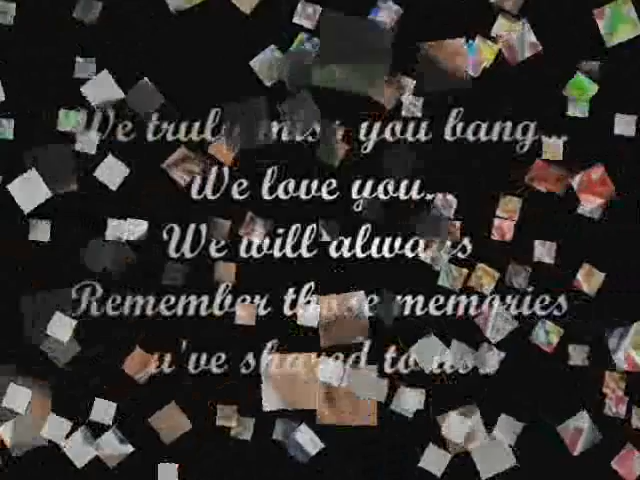 We truly miss you bang...
We love you..
We will always
Remember those memories
u've shared to us..